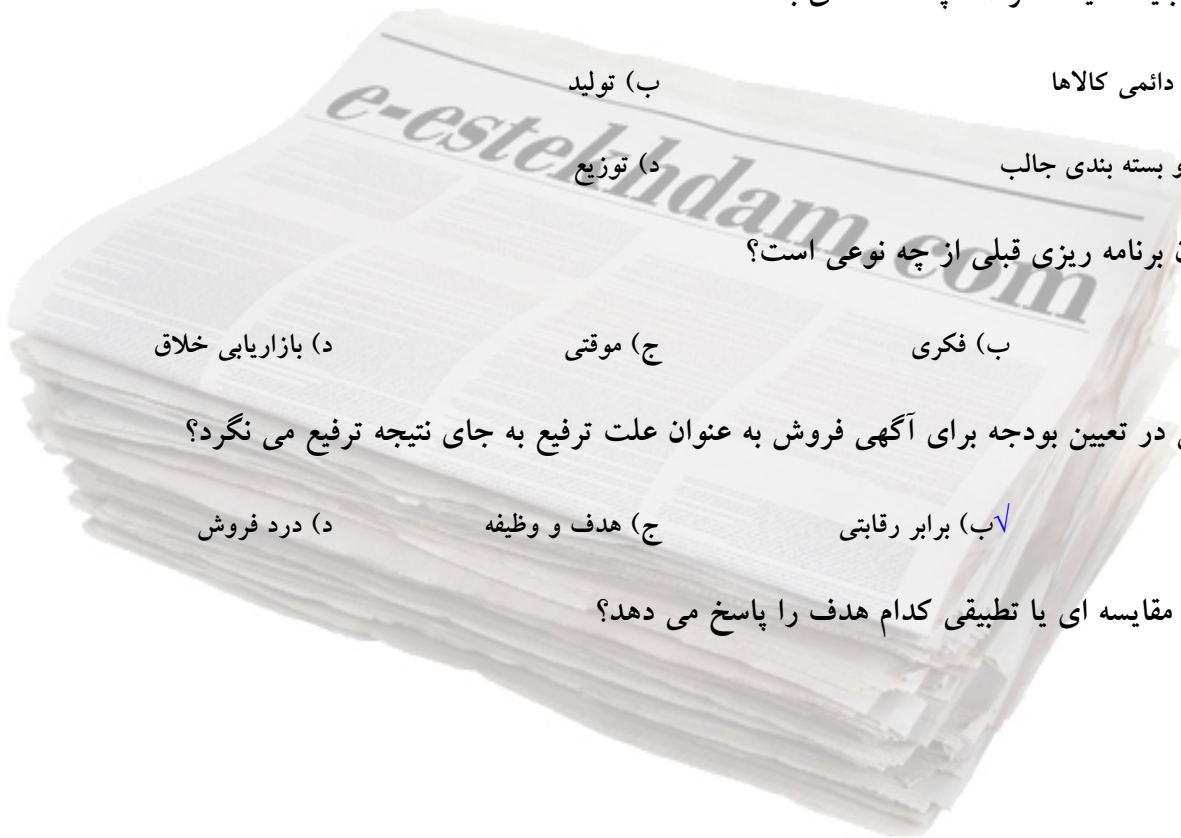 دائمی کالاها ب) تولید
و بسته بندی جالب د) توزیع
e-estekhdam.com
برنامه ریزی قبلی از چه نوعی است؟
ب) فکری ج) موقتی د) بازاریابی خلاق
در تعیین بودجه برای آگهی فروش به عنوان علت ترفیع به جای نتیجه ترفیع می نگرد؟
√ب) برابر رقابتی ج) هدف و وظیفه د) درد فروش
مقایسه ای یا تطبیقی کدام هدف را پاسخ می دهد؟